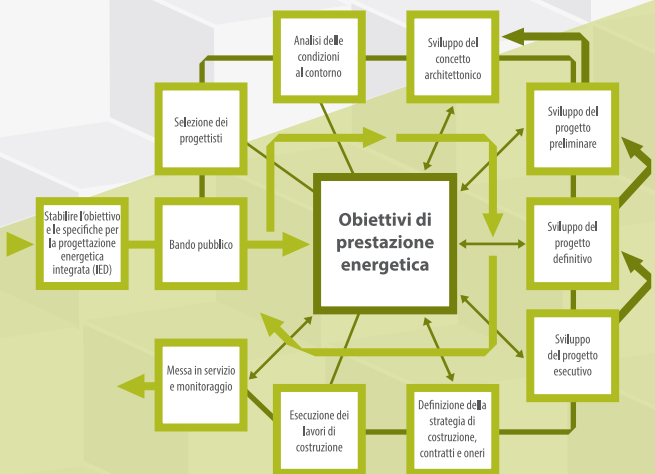 Analisi delle
condizioni
al contorno
Sviluppo del
concetto
architettonico
Selezione dei
progettisti
Sviluppo del
progetto
preliminare
Stabilire l'obiettivo
e le specifiche per
la progettazione
energetica
integrata (IED)
Bando pubblico
Obiettivi di
prestazione
energetica
Sviluppo del
progetto
definitivo
Sviluppo
del progetto
esecutivo
Messa in servizio
e monitoraggio
Esecuzione dei
lavori di
costruzione
Definizione della
strategia di
costruzione,
contratti e oneri